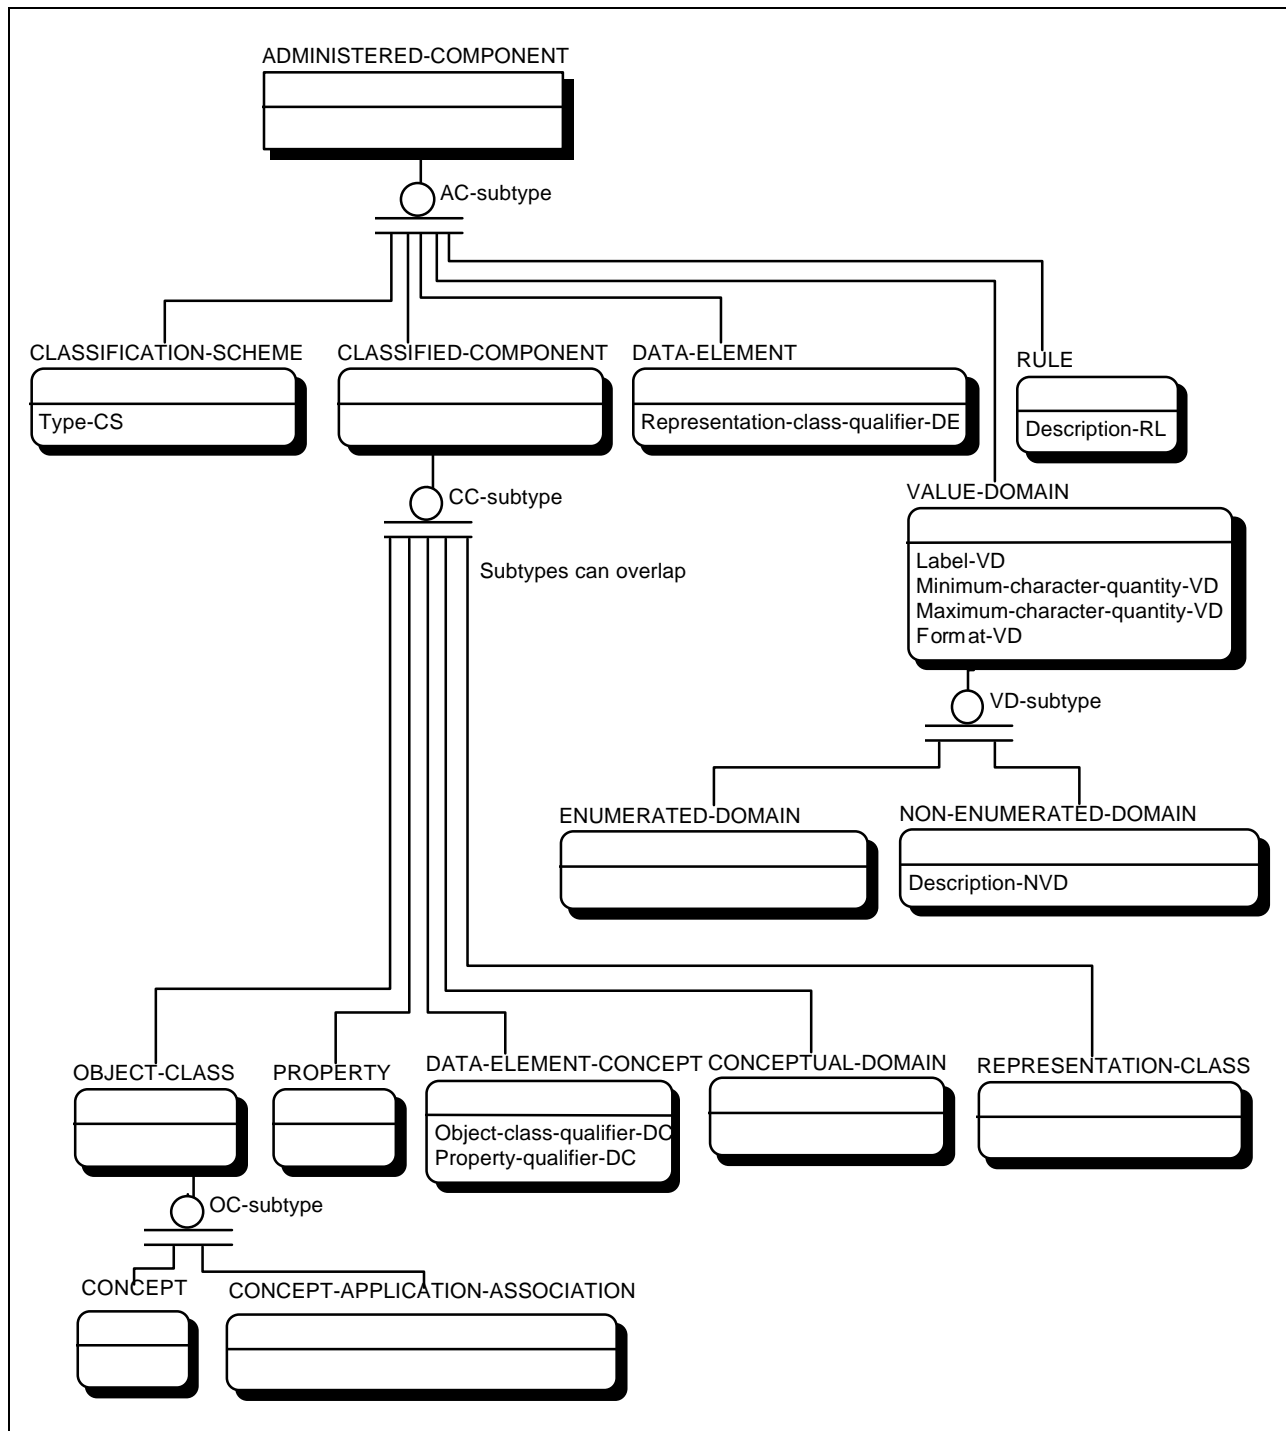 ADMINISTERED-COMPONENT
AC-subtype
CLASSIFICATION-SCHEME
Type-CS
CLASSIFIED-COMPONENT
DATA-ELEMENT
Representation-class-qualifier-DE
RULE
Description-RL
CC-subtype
Subtypes can overlap
VALUE-DOMAIN
Label-VD
Minimum-character-quantity-VD
Maximum-character-quantity-VD
Format-VD
VD-subtype
ENUMERATED-DOMAIN
NON-ENUMERATED-DOMAIN
Description-NVD
OBJECT-CLASS
PROPERTY
DATA-ELEMENT-CONCEPT
Object-class-qualifier-DC
Property-qualifier-DC
CONCEPTUAL-DOMAIN
REPRESENTATION-CLASS
OC-subtype
CONCEPT
CONCEPT-APPLICATION-ASSOCIATION